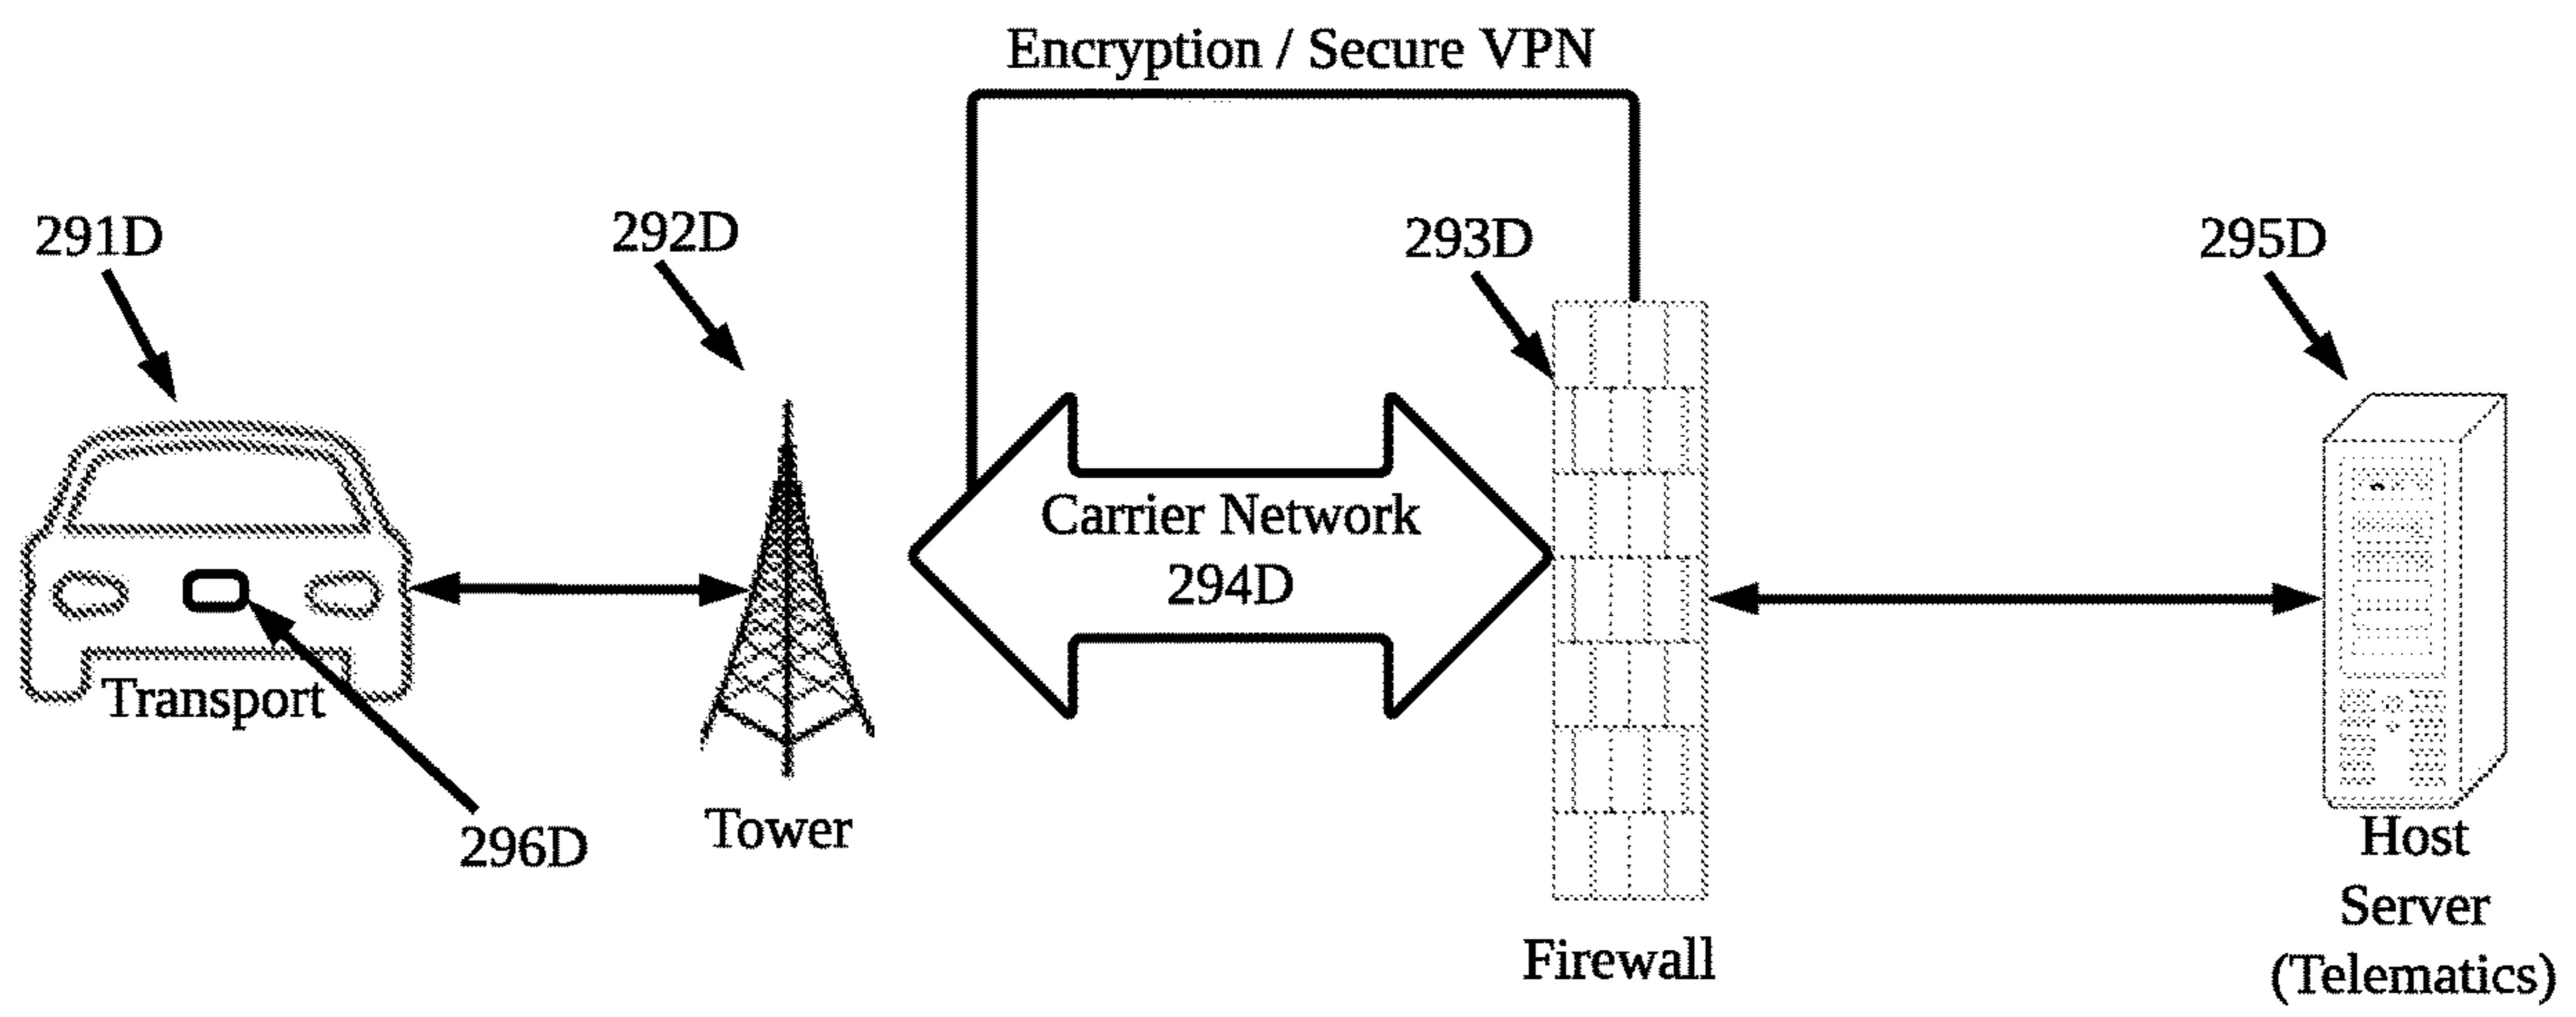 Encryption / Secure VPN
291D
292D
293D
295D
Carrier Network
294D
Transport
296D
Tower
Firewall
Host
Server
(Telematics)